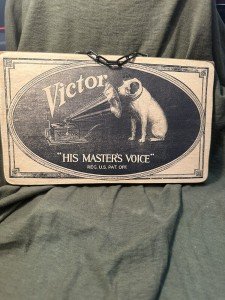 Victor
"HIS MASTER'S VOICE"
REG. U.S. PAT. OFF.